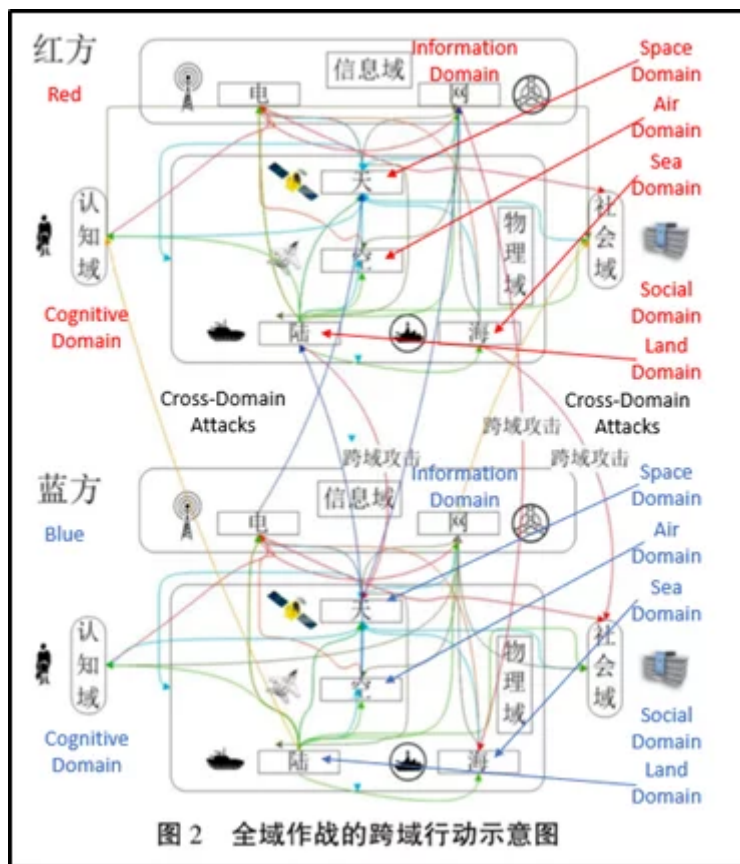 红方
信息域
Information
Domain
Space
Domain
Red
电
网
Air
Domain
Sea
Domain
天
认知域
物理域
社会域
空
Cognitive
Domain
Social
Domain
陆
海
Land
Domain
Cross-Domain
Attacks
Cross-Domain
Attacks
跨域攻击
跨域攻击
跨域攻击
蓝方
信息域
Information
Domain
Space
Domain
Blue
电
网
Air
Domain
Sea
Domain
天
认知域
物理域
社会域
空
Cognitive
Domain
Social
Domain
陆
海
Land
Domain
图 2 全域作战的跨域行动示意图